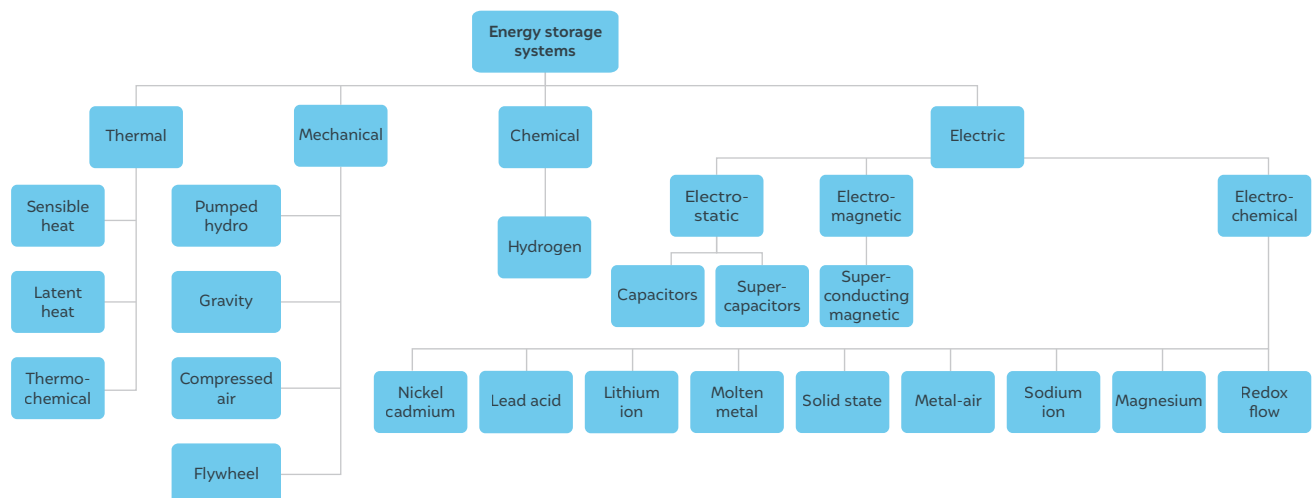 Energy storage
systems
Thermal
Mechanical
Chemical
Electric
Sensible
heat
Latent
heat
Thermo-
chemical
Pumped
hydro
Gravity
Compressed
air
Flywheel
Hydrogen
Electro-
static
Electro-
magnetic
Electro-
chemical
Capacitors
Super-
capacitors
Super-
conducting
magnetic
Nickel
cadmium
Lead acid
Lithium
ion
Molten
metal
Solid state
Metal-air
Sodium
ion
Magnesium
Redox
flow